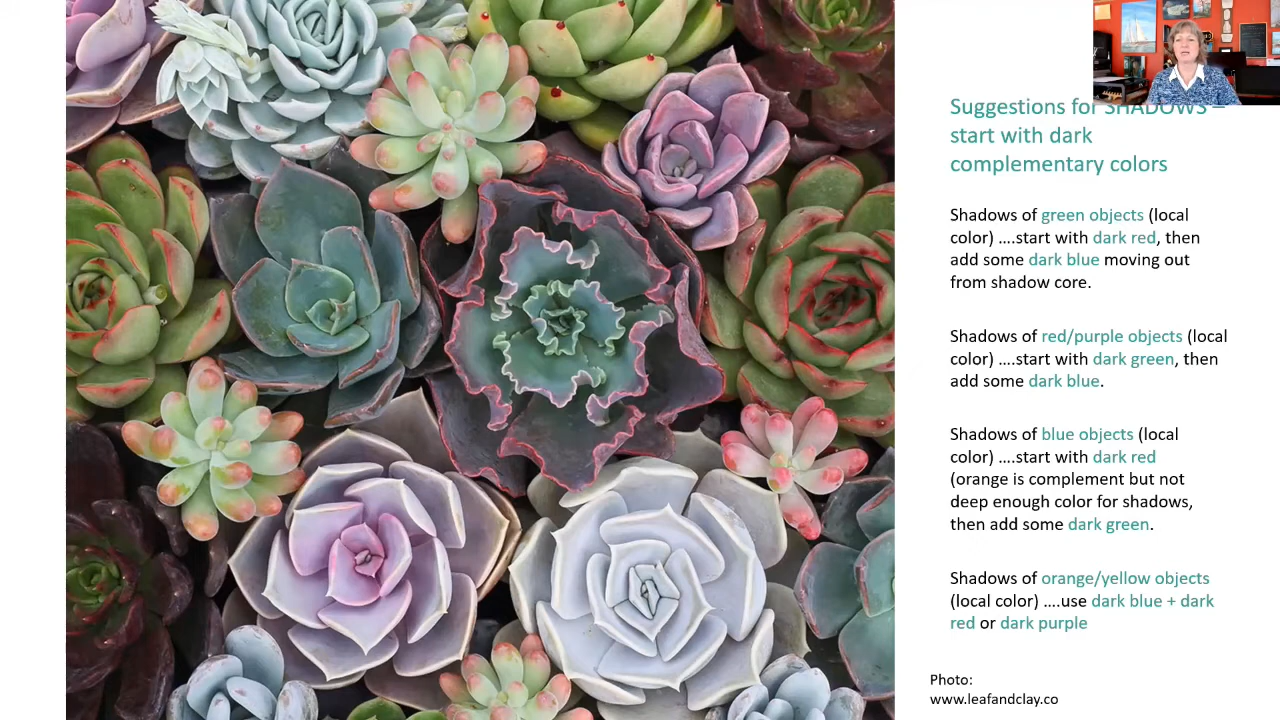 Suggestions for SHADOWS –
start with dark
complementary colors
Shadows of green objects (local
color) ....start with dark red, then
add some dark blue moving out
from shadow core.
Shadows of red/purple objects (local
color) ....start with dark green, then
add some dark blue.
Shadows of blue objects (local
color) ....start with dark red
(orange is complement but not
deep enough color for shadows,
then add some dark green.
Shadows of orange/yellow objects
(local color) ....use dark blue + dark
red or dark purple
Photo:
www.leafandclay.co